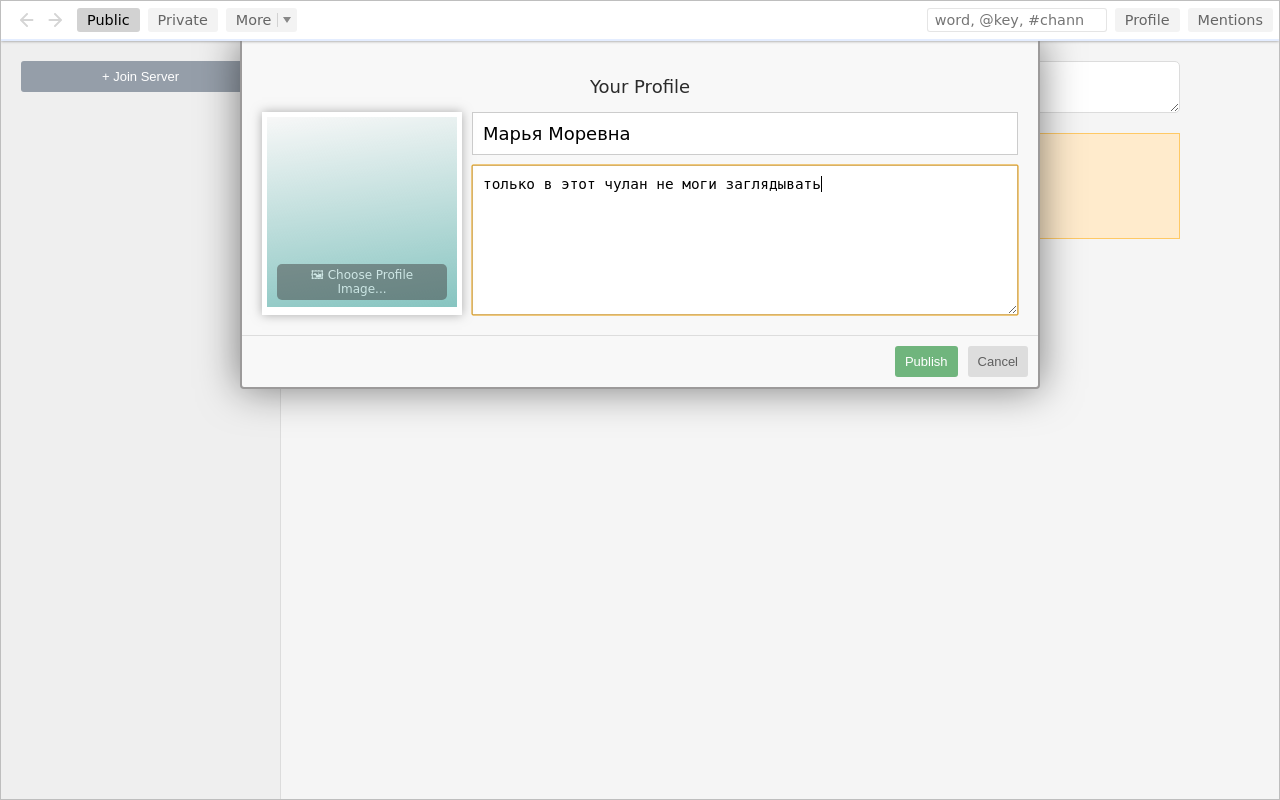 Public Private More word, @key, #chann Profile Mentions
+ Join Server
Your Profile
Марья Моревна
только в этот чулан не моги заглядывать
🖼 Choose Profile
Image...
Publish Cancel